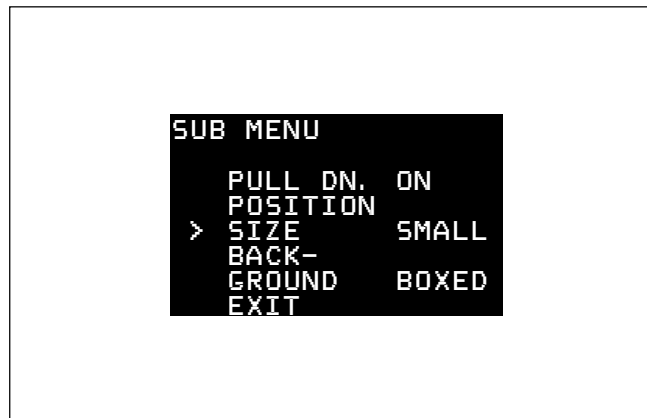 SUB MENU
PULL DN. ON
POSITION
> SIZE SMALL
BACK-
GROUND BOXED
EXIT